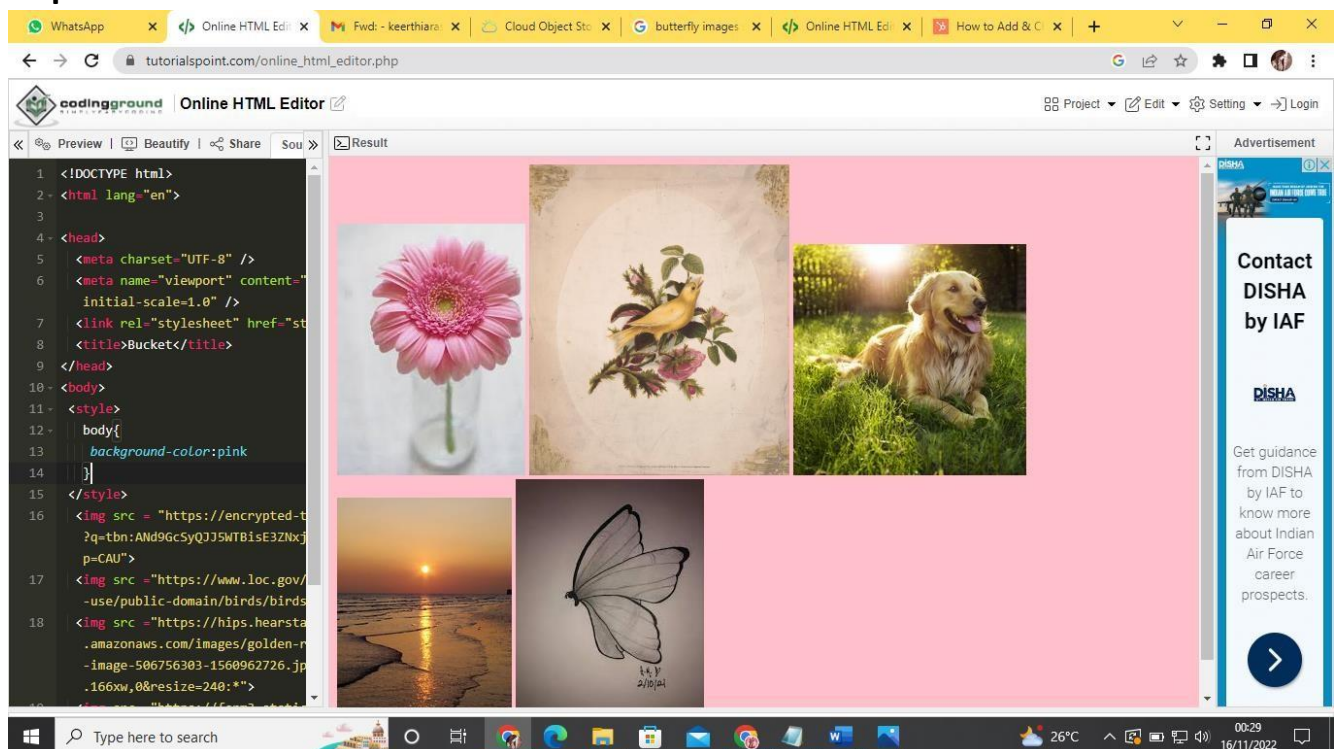 WhatsApp
Online HTML Edi
Fwd: - keerthiara
Cloud Object Sto
butterfly images
Online HTML Edi
How to Add & C
tutorialspoint.com/online_html_editor.php
codingground
SIMPLYEASYCODING
Online HTML Editor
Project
Edit
Setting
Login
Preview | Beautify | Share Sou
Result
Advertisement
1 <!DOCTYPE html>
2 <html lang="en">
3
4 <head>
5 <meta charset="UTF-8" />
6 <meta name="viewport" content="
initial-scale=1.0" />
7 <link rel="stylesheet" href="st
8 <title>Bucket</title>
9 </head>
10 <body>
11 <style>
12 body{
13 background-color:pink
14 }
15 </style>
16 <img src = "https://encrypted-t
?q=tbn:ANd9GcSyQJJ5WTBisE3ZNxj
p=CAU">
17 <img src ="https://www.loc.gov/
-use/public-domain/birds/birds
18 <img src ="https://hips.hearsta
.amazonaws.com/images/golden-r
-image-506756303-1560962726.jp
.166xw,0&resize=240:*">
2/10/21
DISHA
Contact
DISHA
by IAF
DISHA
Get guidance
from DISHA
by IAF to
know more
about Indian
Air Force
career
prospects.
Type here to search
26°C
00:29
16/11/2022